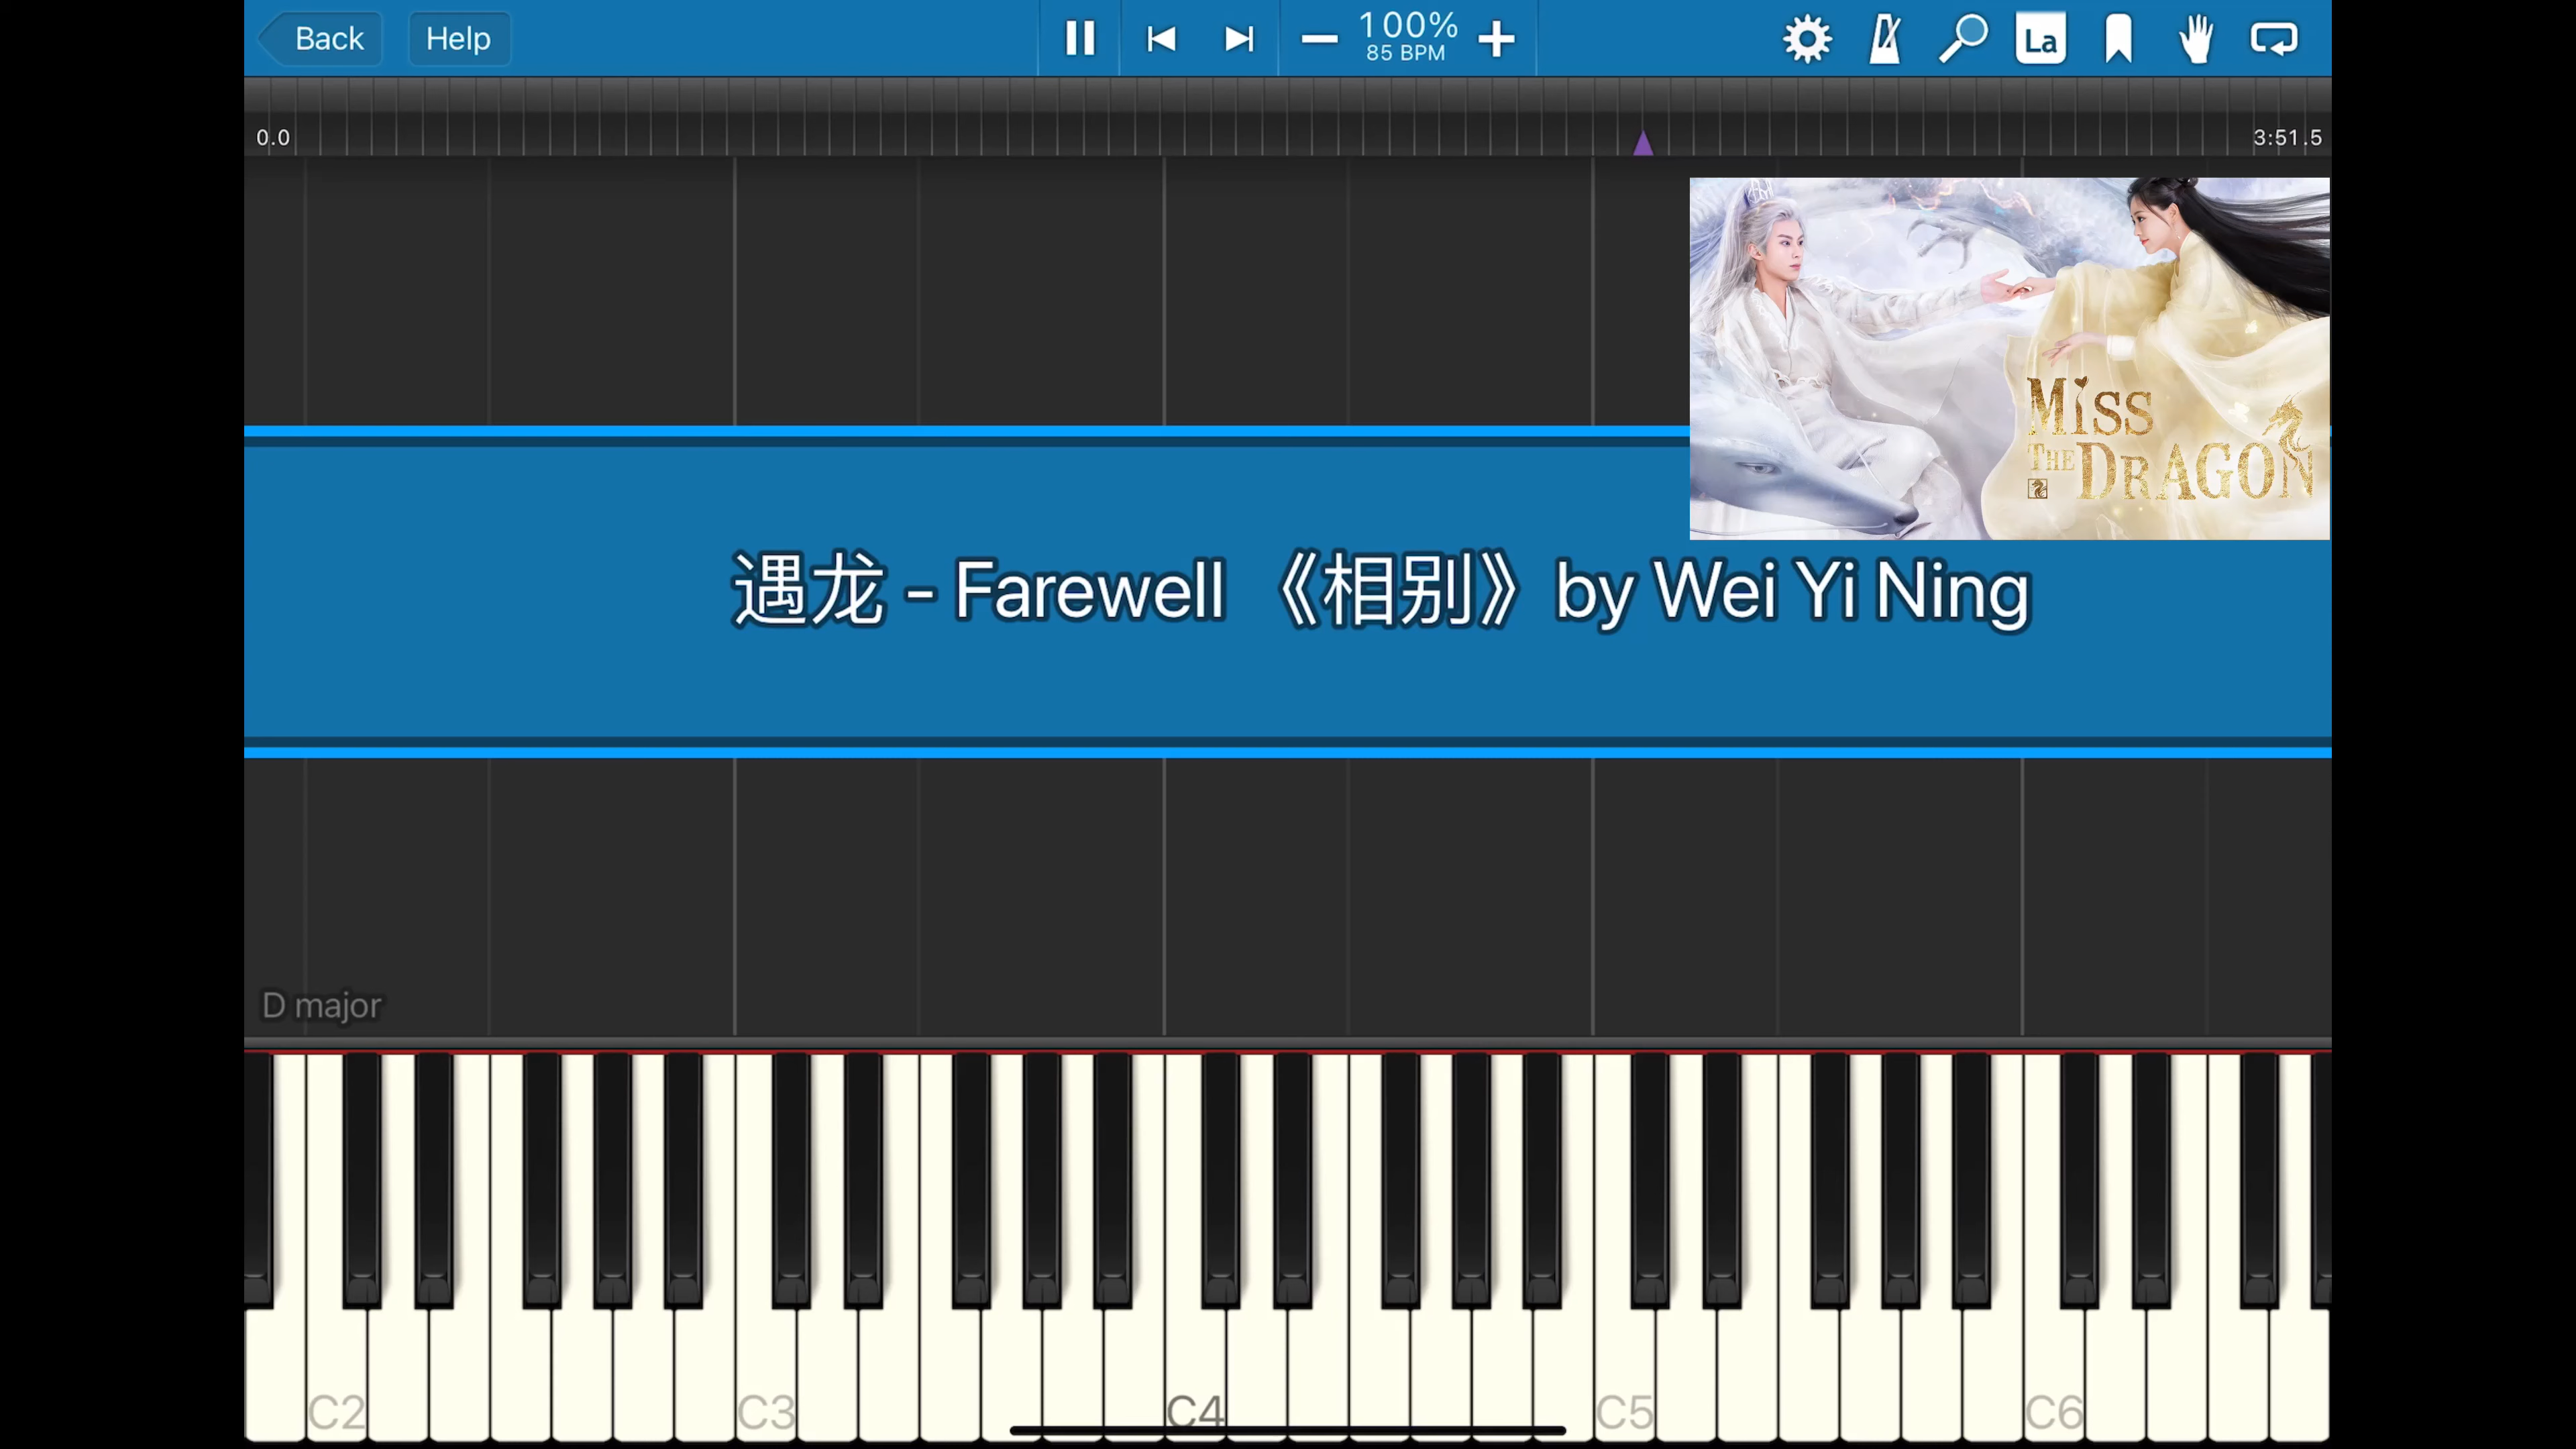 Back
Help
100%
85 BPM
La
0.0
3:51.5
MISS
THE DRAGON
遇龙 - Farewell 《相别》 by Wei Yi Ning
D major
C2
C3
C4
C5
C6